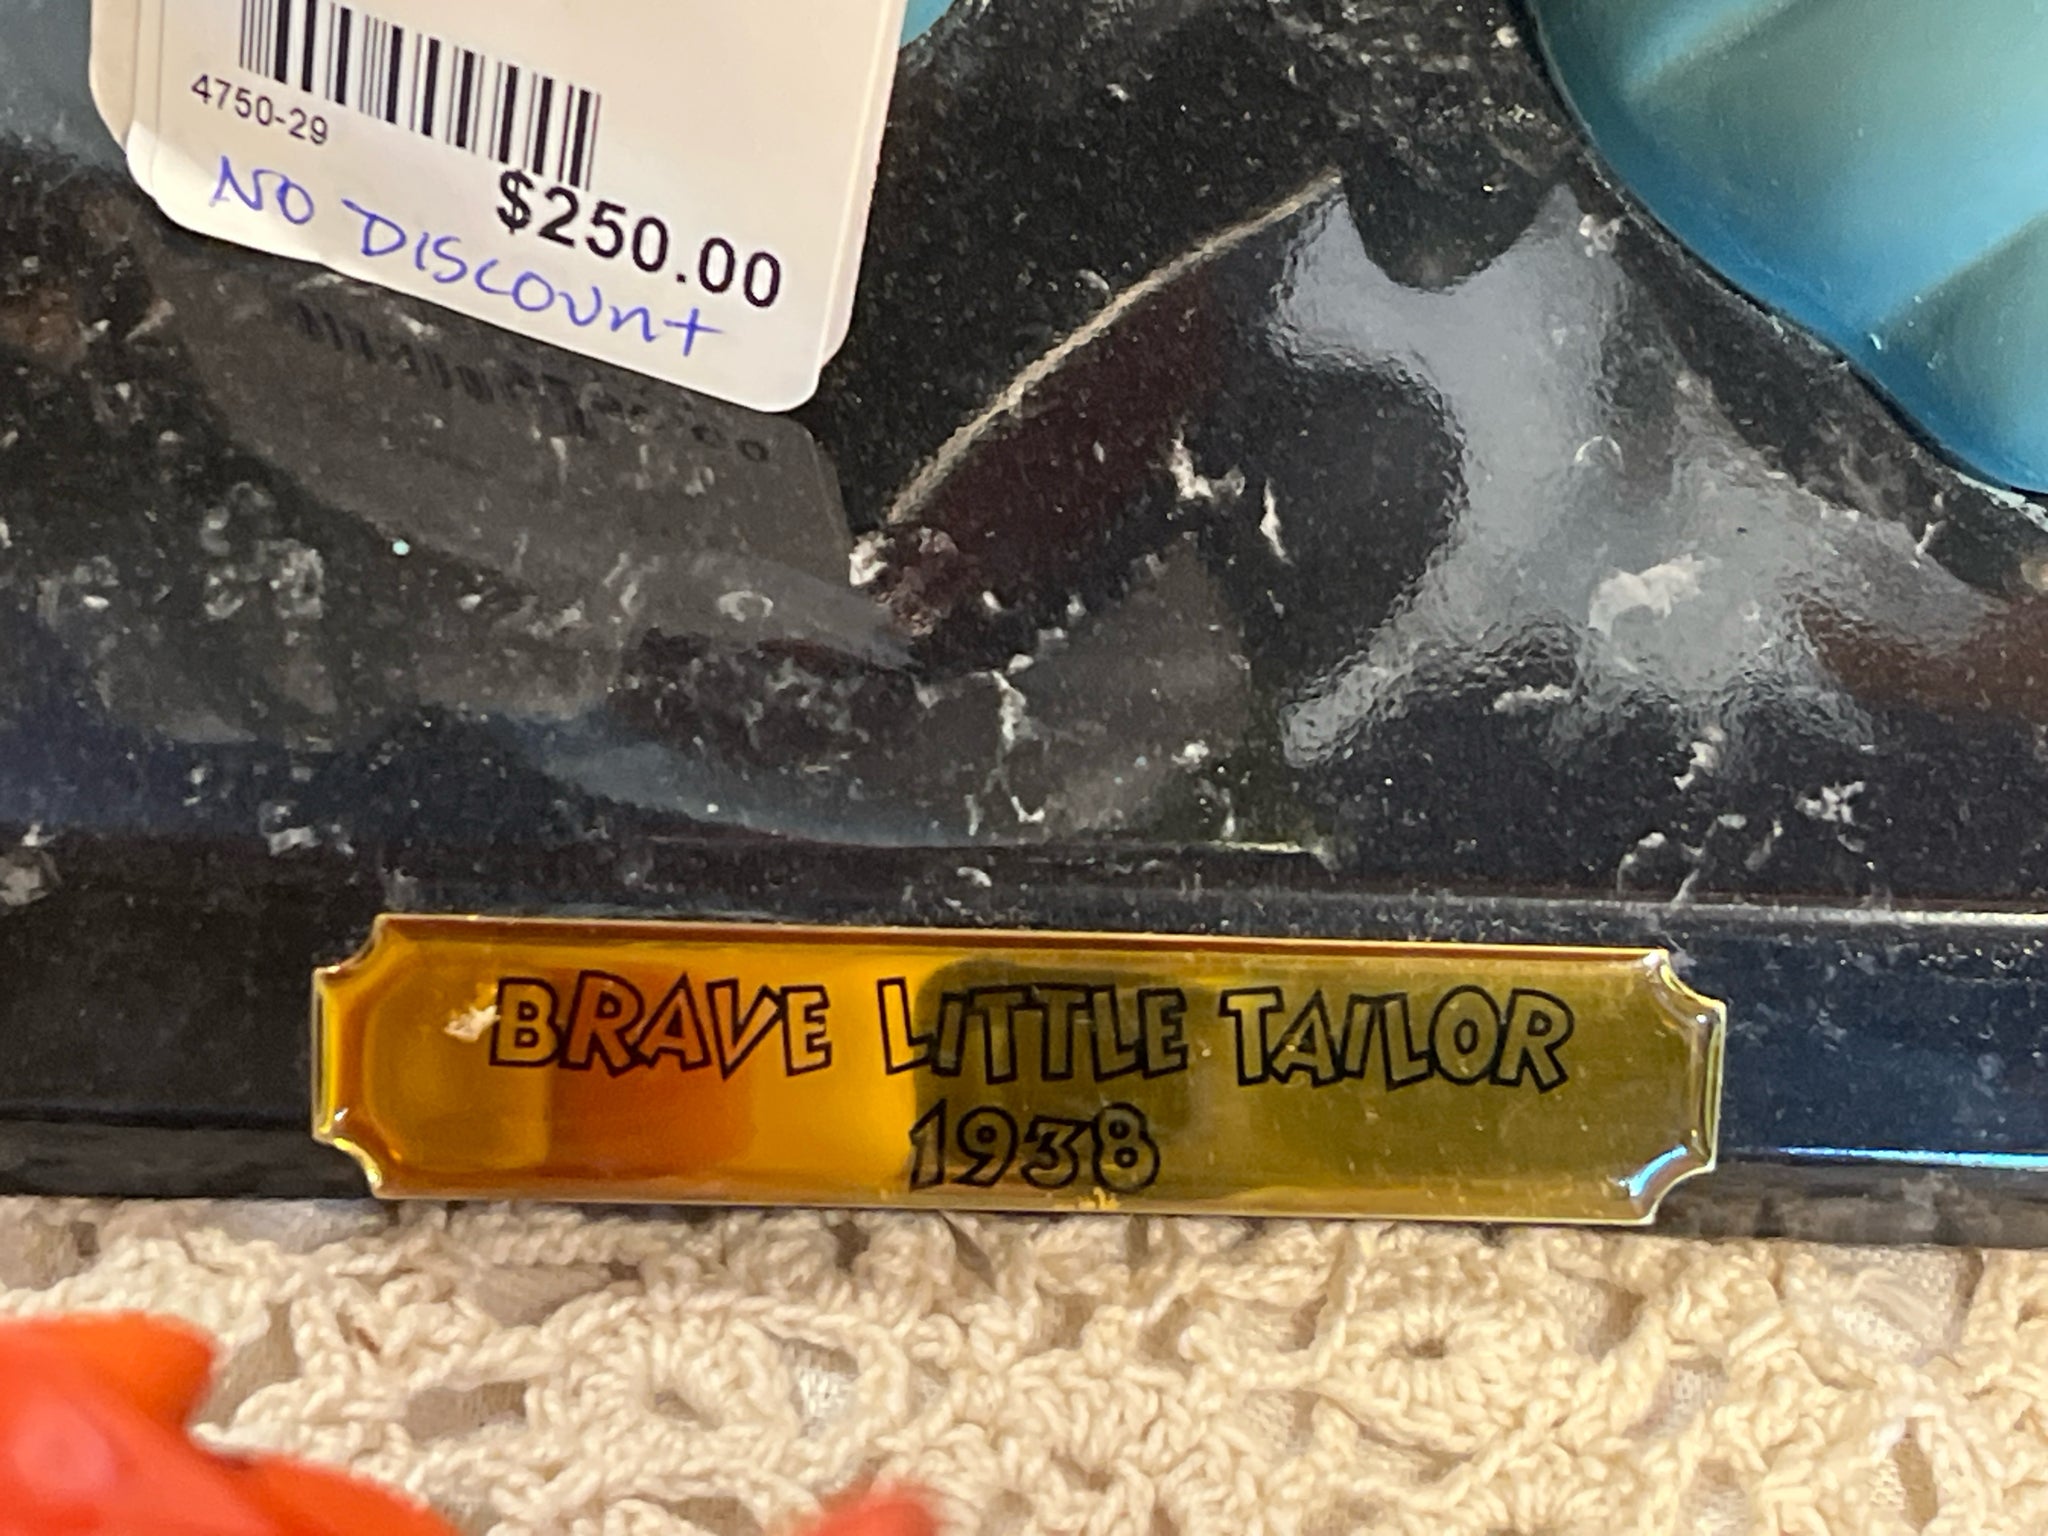 4750-29
$250.00
NO DISCOUNT
BRAVE LITTLE TAILOR
1938